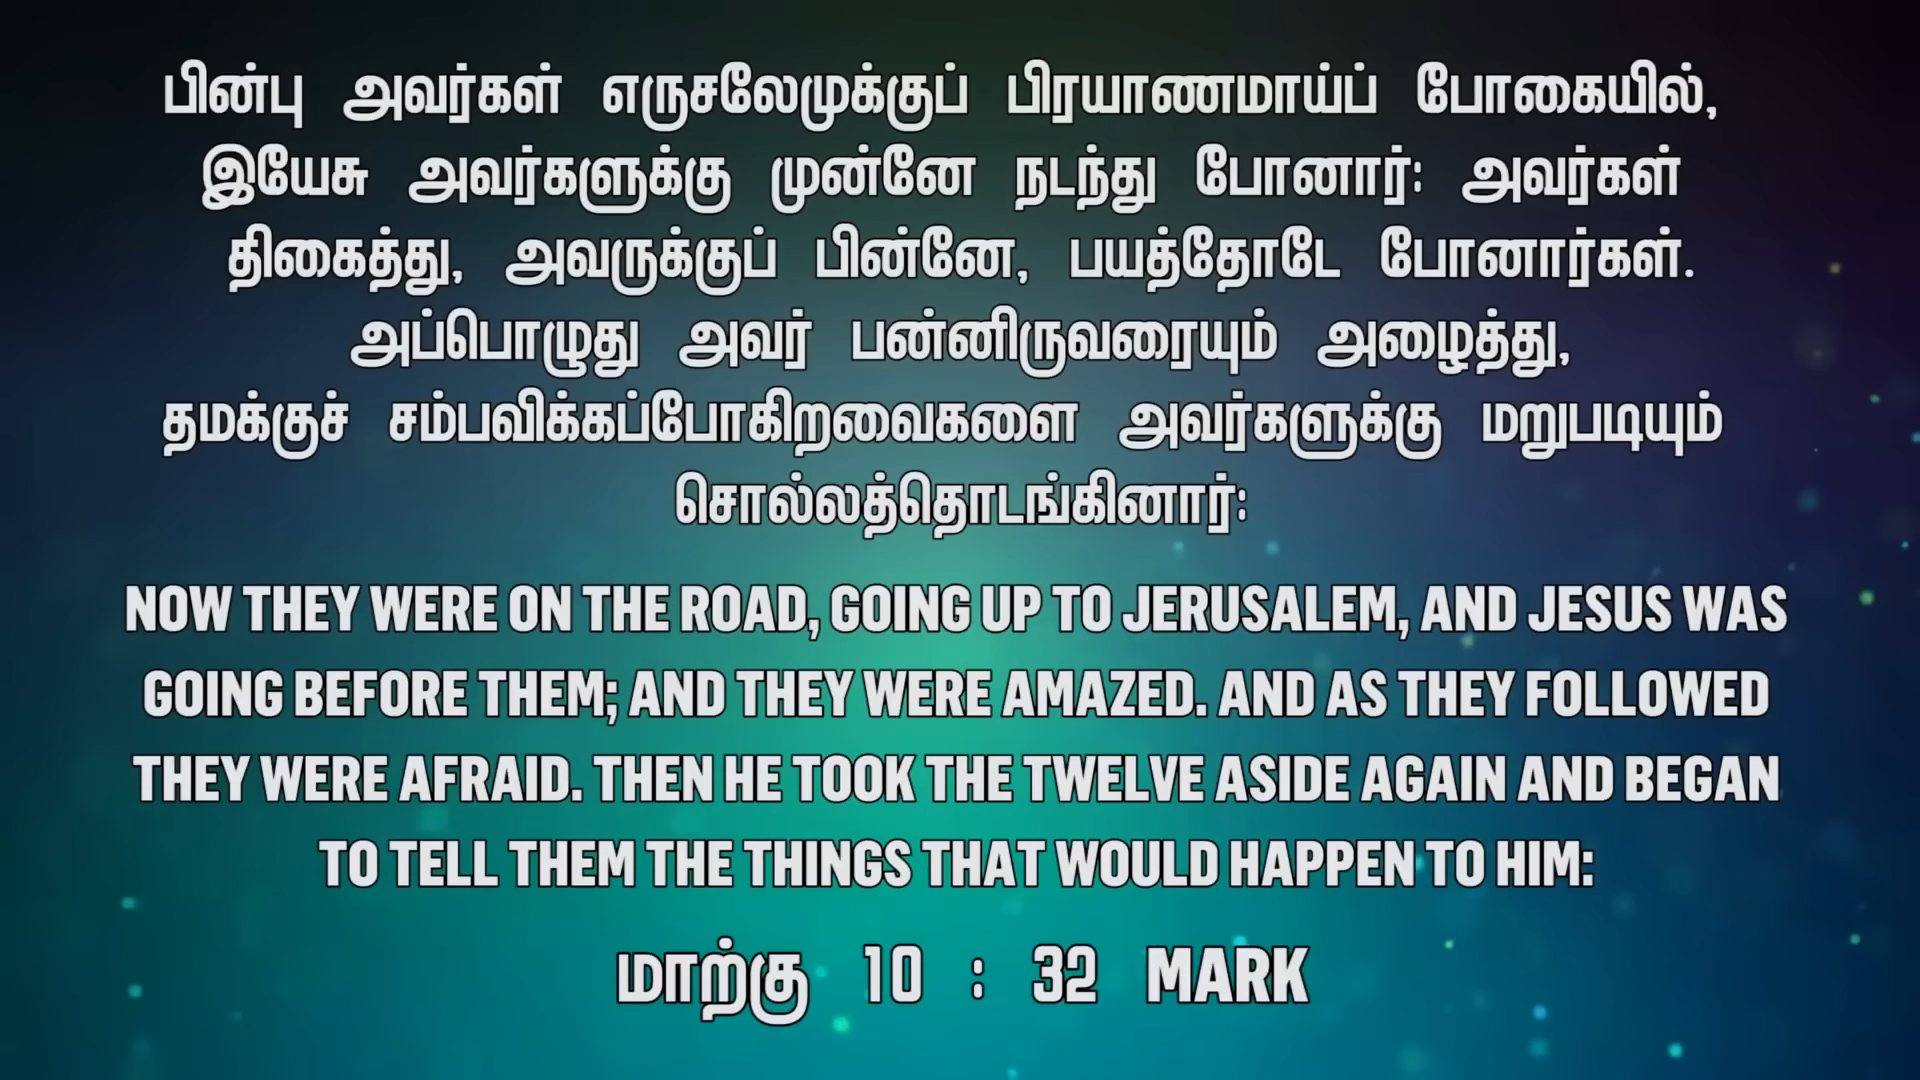 பின்பு அவர்கள் எருசலேமுக்குப் பிரயாணமாய்ப் போகையில்,
இயேசு அவர்களுக்கு முன்னே நடந்து போனார்: அவர்கள்
திகைத்து, அவருக்குப் பின்னே, பயத்தோடே போனார்கள்.
அப்பொழுது அவர் பன்னிருவரையும் அழைத்து,
தமக்குச் சம்பவிக்கப்போகிறவைகளை அவர்களுக்கு மறுபடியும்
சொல்லத்தொடங்கினார்:
NOW THEY WERE ON THE ROAD, GOING UP TO JERUSALEM, AND JESUS WAS
GOING BEFORE THEM; AND THEY WERE AMAZED. AND AS THEY FOLLOWED
THEY WERE AFRAID. THEN HE TOOK THE TWELVE ASIDE AGAIN AND BEGAN
TO TELL THEM THE THINGS THAT WOULD HAPPEN TO HIM:
மாற்கு 10 : 32 MARK